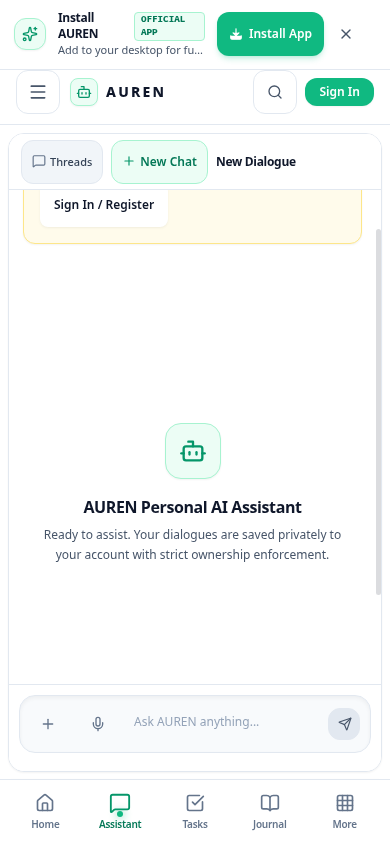 Install
AUREN
OFFICIAL
APP
Add to your desktop for fu...
Install App
AUREN
Sign In
Threads
New Chat
New Dialogue
Sign In / Register
AUREN Personal AI Assistant
Ready to assist. Your dialogues are saved privately to
your account with strict ownership enforcement.
Ask AUREN anything...
Home
Assistant
Tasks
Journal
More